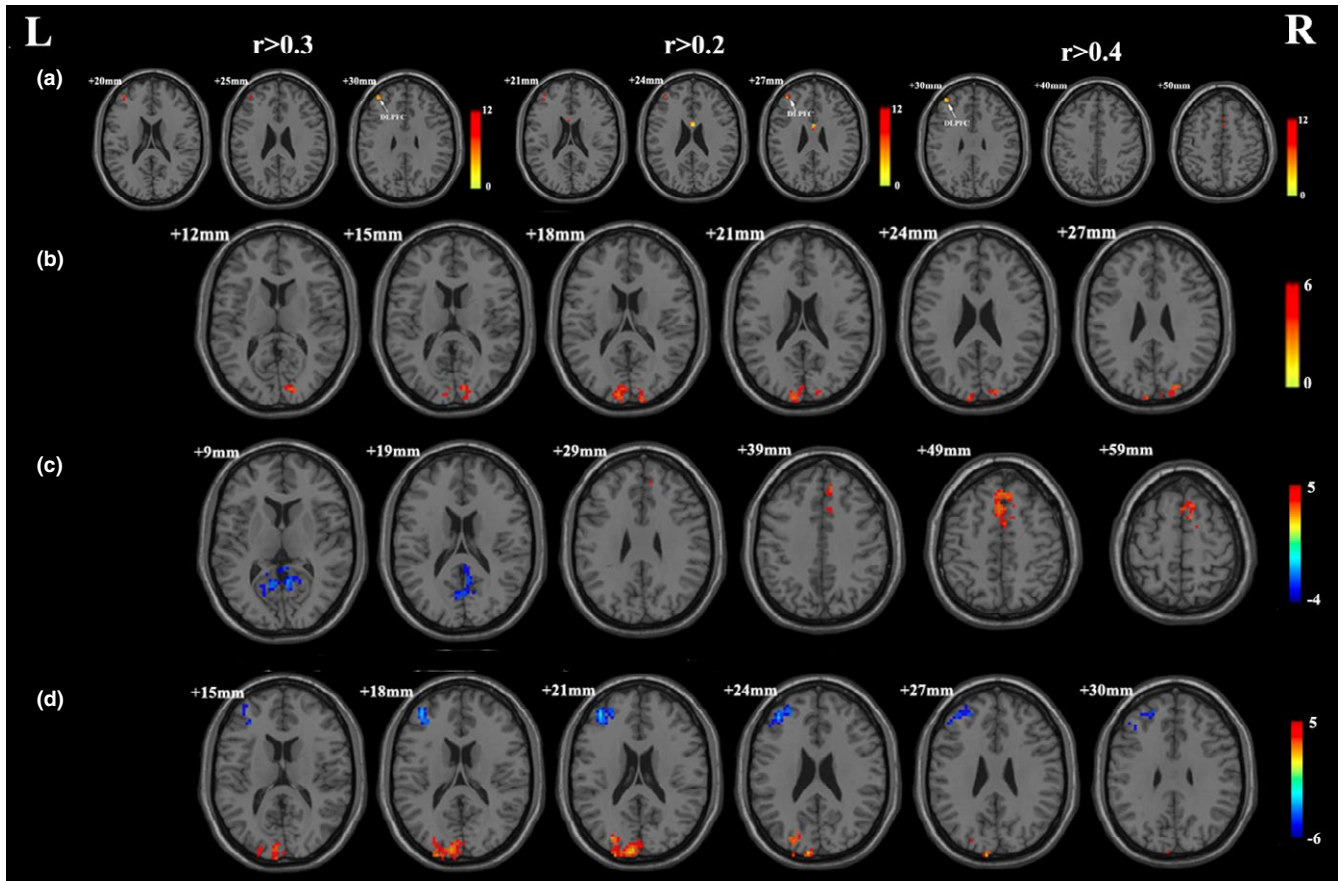 L
R
r>0.3
r>0.2
r>0.4
(a)
+20mm
+25mm
+30mm
DLPFC
12
0
+21mm
+24mm
+27mm
DLPFC
12
0
+30mm
+40mm
+50mm
DLPFC
12
0
(b)
+12mm
+15mm
+18mm
+21mm
+24mm
+27mm
6
0
(c)
+9mm
+19mm
+29mm
+39mm
+49mm
+59mm
5
-4
(d)
+15mm
+18mm
+21mm
+24mm
+27mm
+30mm
5
-6